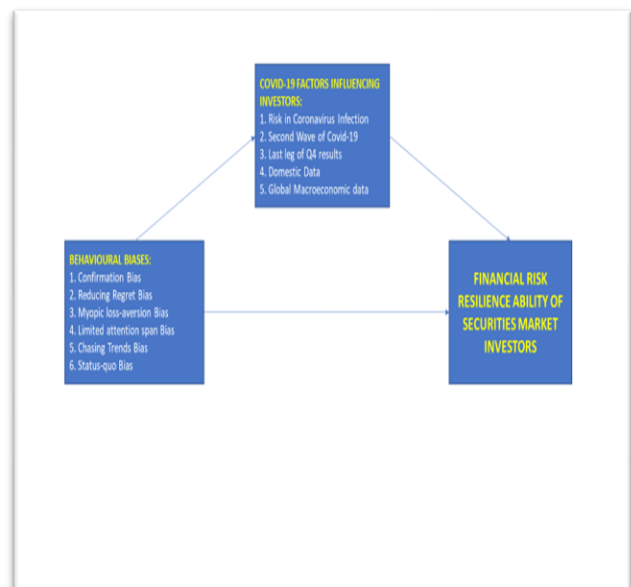 COVID-19 FACTORS INFLUENCING
INVESTORS:
1. Risk in Coronavirus Infection
2. Second Wave of Covid-19
3. Last leg of Q4 results
4. Domestic Data
5. Global Macroeconomic data
BEHAVIOURAL BIASES:
1. Confirmation Bias
2. Reducing Regret Bias
3. Myopic loss-aversion Bias
4. Limited attention span Bias
5. Chasing Trends Bias
6. Status-quo Bias
FINANCIAL RISK
RESILIENCE ABILITY OF
SECURITIES MARKET
INVESTORS